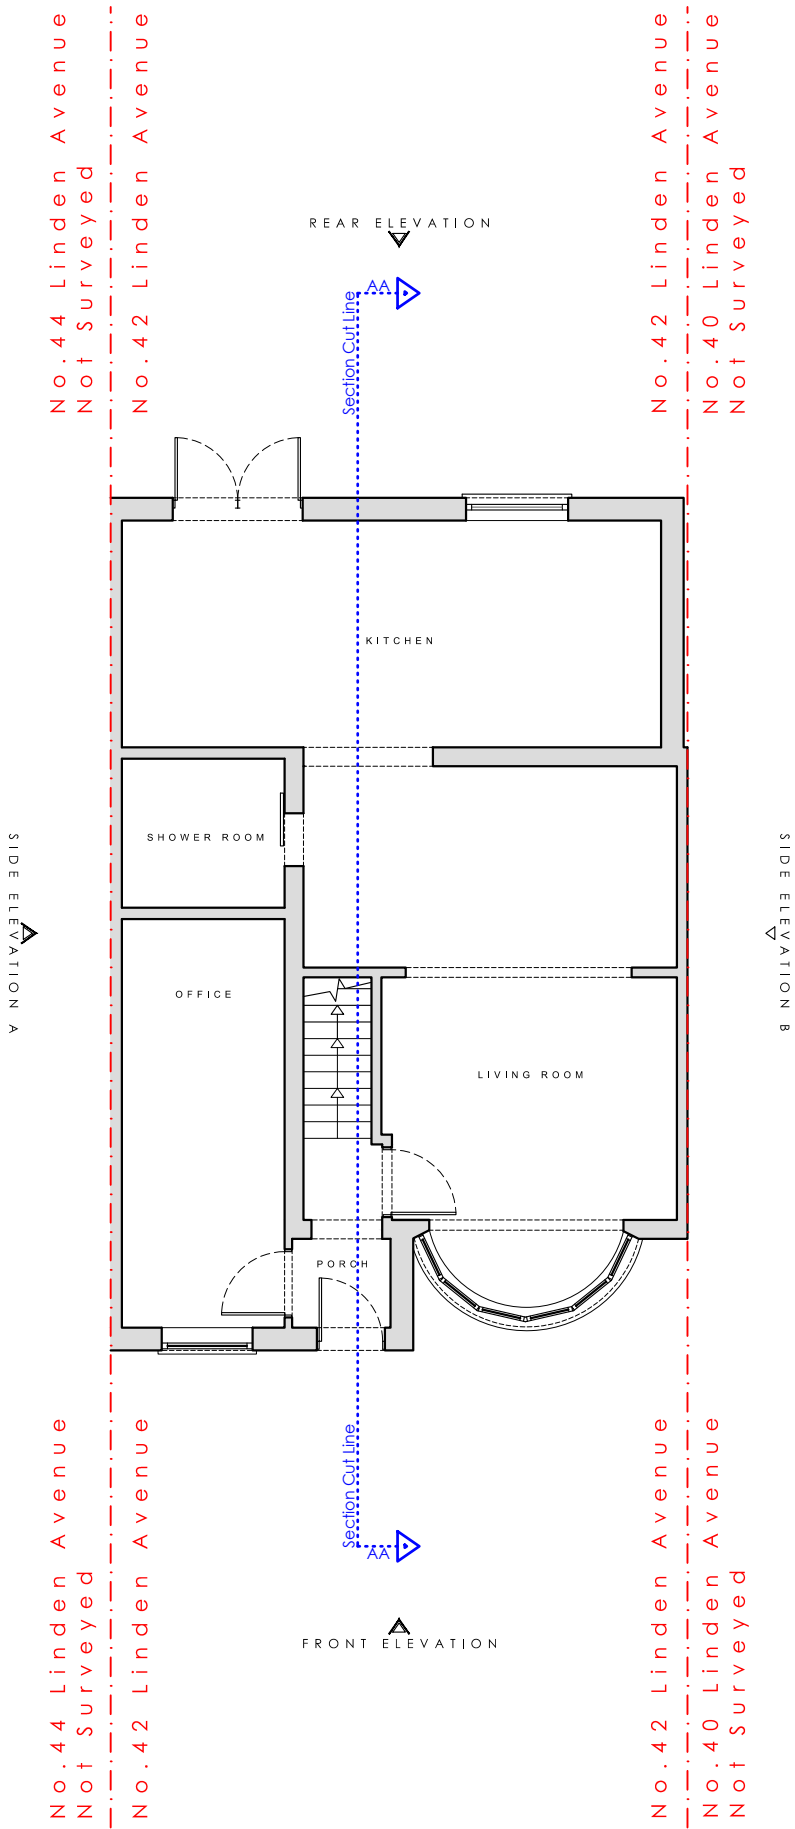 No.44 Linden Avenue
Not Surveyed
No.42 Linden Avenue
No.42 Linden Avenue
No.40 Linden Avenue
Not Surveyed
REAR ELEVATION
AA
Section Cut Line
KITCHEN
SHOWER ROOM
SIDE ELEVATION A
SIDE ELEVATION B
OFFICE
LIVING ROOM
PORCH
Section Cut Line
AA
FRONT ELEVATION
No.44 Linden Avenue
Not Surveyed
No.42 Linden Avenue
No.42 Linden Avenue
No.40 Linden Avenue
Not Surveyed